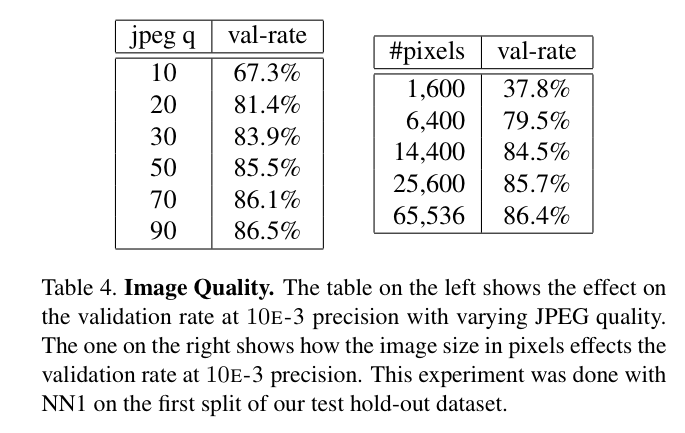 jpeg q val-rate
10 67.3%
20 81.4%
30 83.9%
50 85.5%
70 86.1%
90 86.5%
#pixels val-rate
1,600 37.8%
6,400 79.5%
14,400 84.5%
25,600 85.7%
65,536 86.4%
Table 4. Image Quality. The table on the left shows the effect on
the validation rate at 10E-3 precision with varying JPEG quality.
The one on the right shows how the image size in pixels effects the
validation rate at 10E-3 precision. This experiment was done with
NN1 on the first split of our test hold-out dataset.